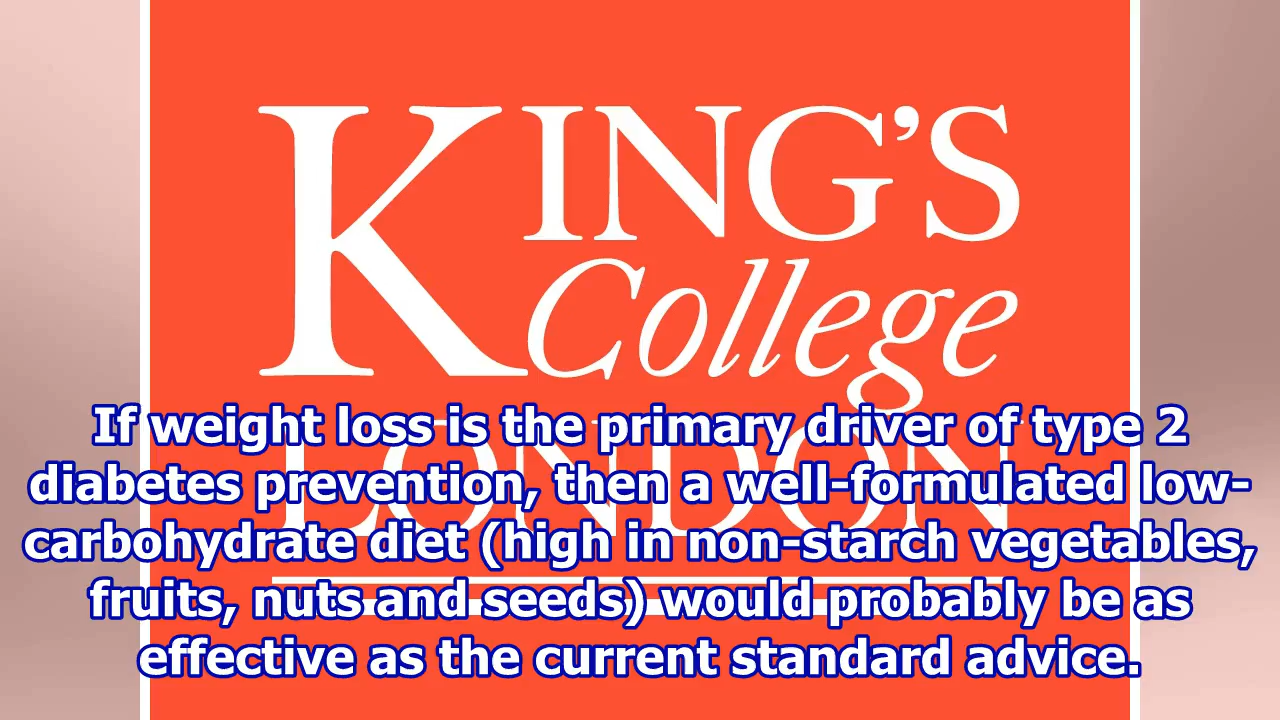 KING'S
College
LONDON
If weight loss is the primary driver of type 2
diabetes prevention, then a well-formulated low-
carbohydrate diet (high in non-starch vegetables,
fruits, nuts and seeds) would probably be as
effective as the current standard advice.